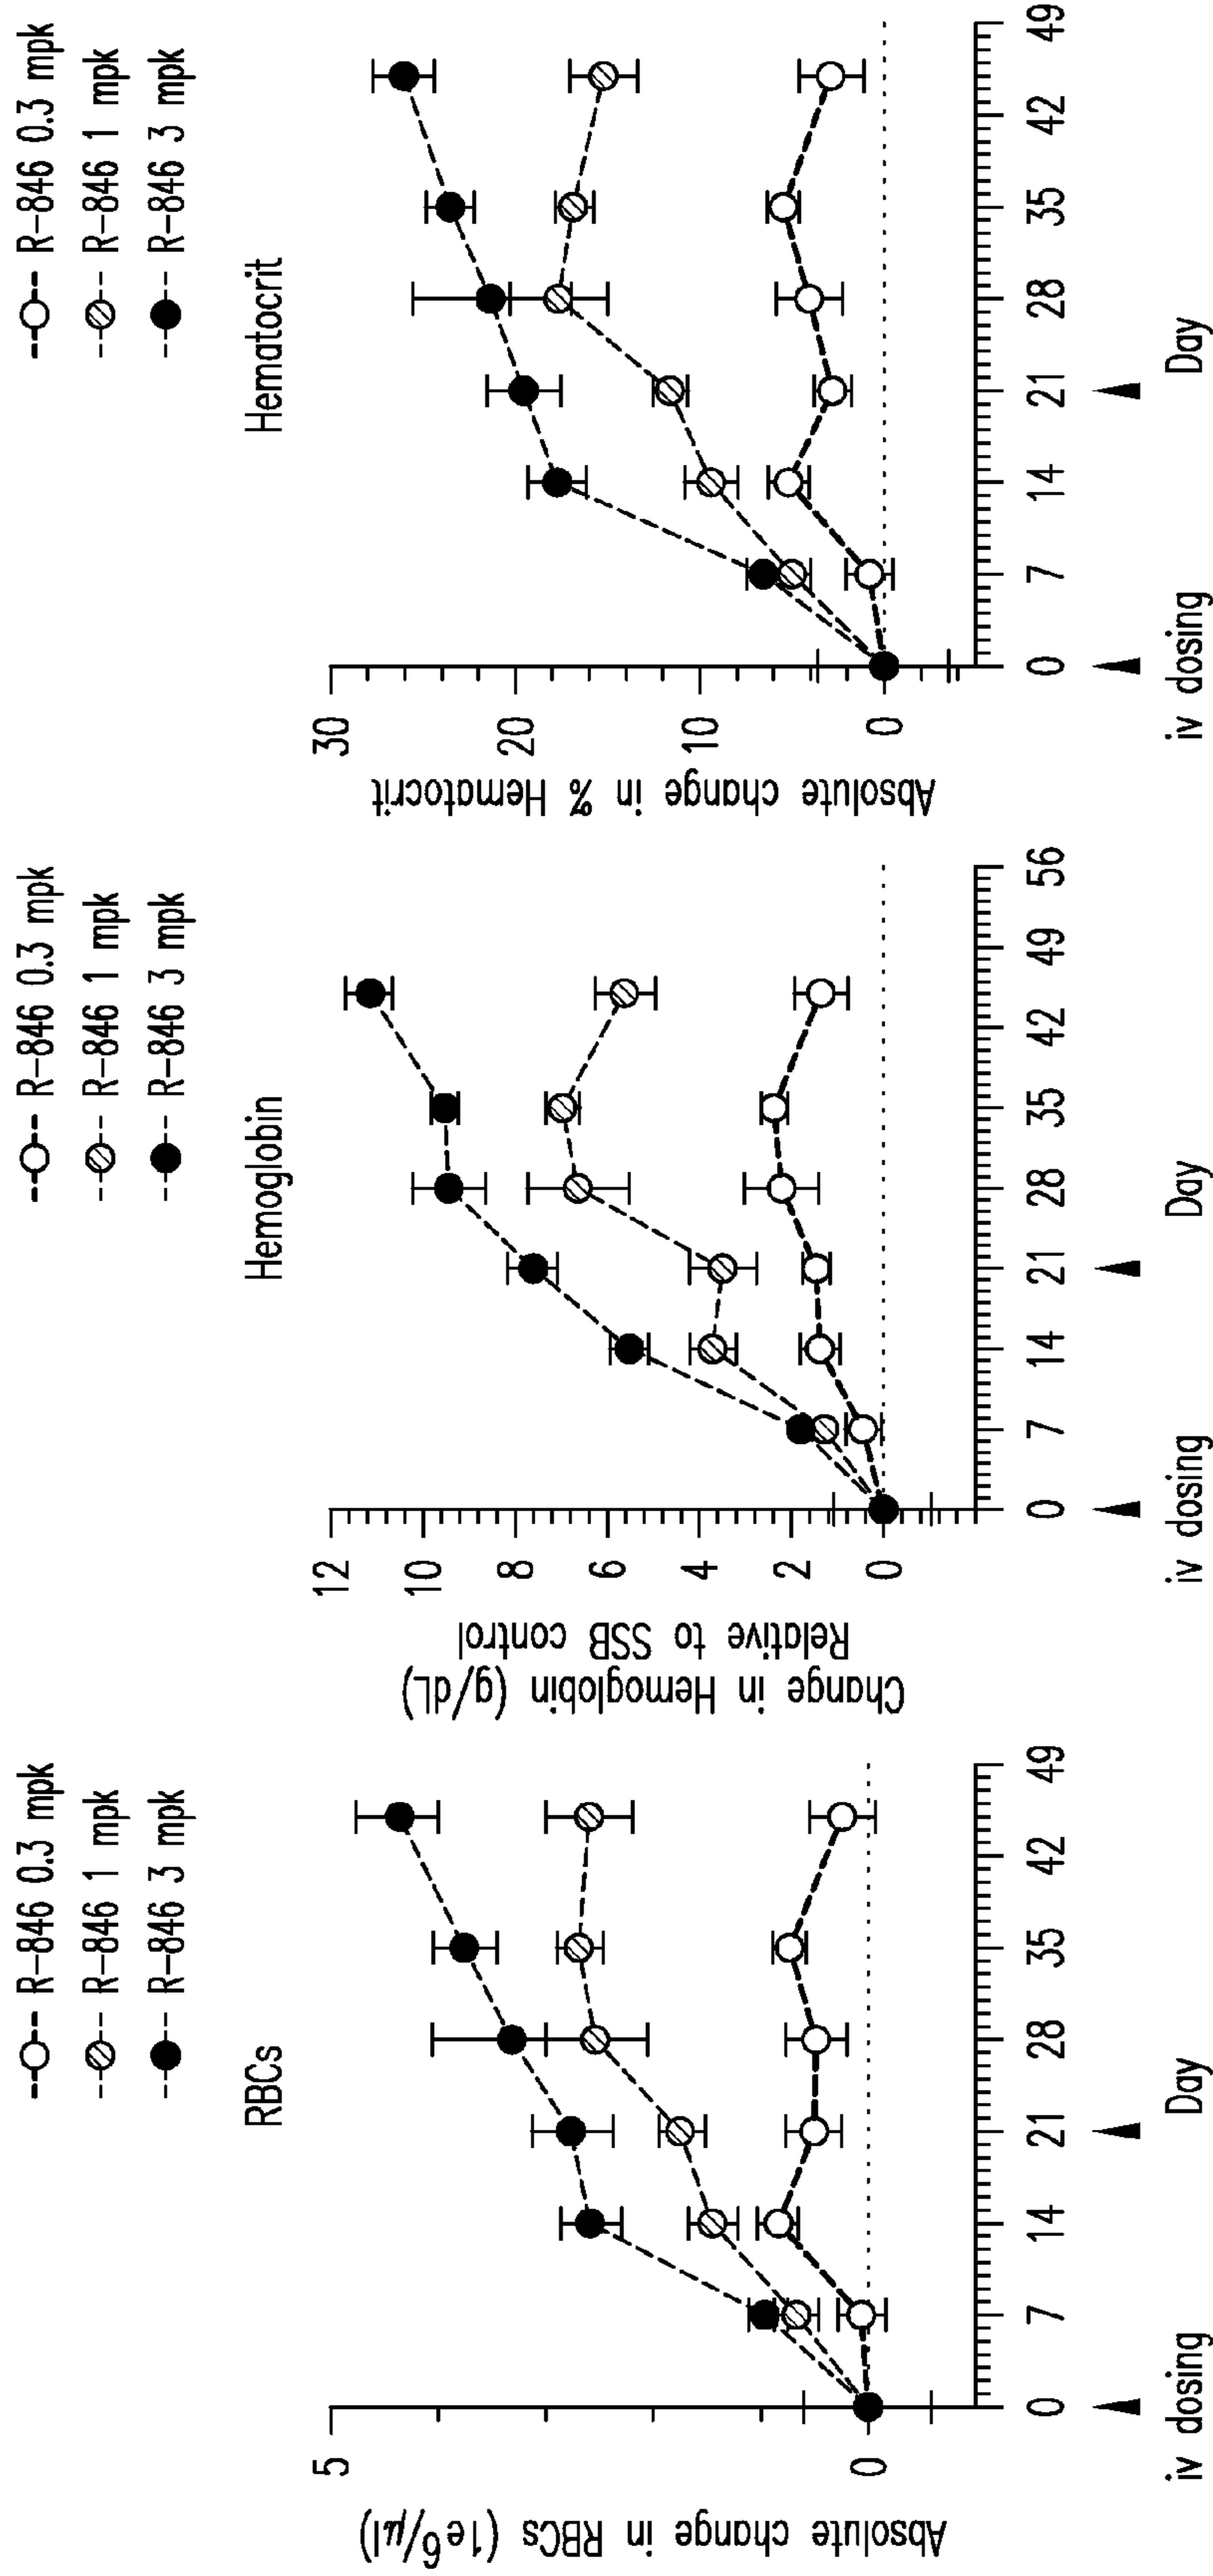 RBCs
R-846 0.3 mpk
R-846 1 mpk
R-846 3 mpk
Absolute change in RBCs (1e6/µl)
5
0
0 7 14 21 28 35 42 49
iv dosing Day
Hemoglobin
R-846 0.3 mpk
R-846 1 mpk
R-846 3 mpk
Change in Hemoglobin (g/dL)
Relative to SSB control
12
10
8
6
4
2
0
0 7 14 21 28 35 42 49 56
iv dosing Day
Hematocrit
R-846 0.3 mpk
R-846 1 mpk
R-846 3 mpk
Absolute change in % Hematocrit
30
20
10
0
0 7 14 21 28 35 42 49
iv dosing Day